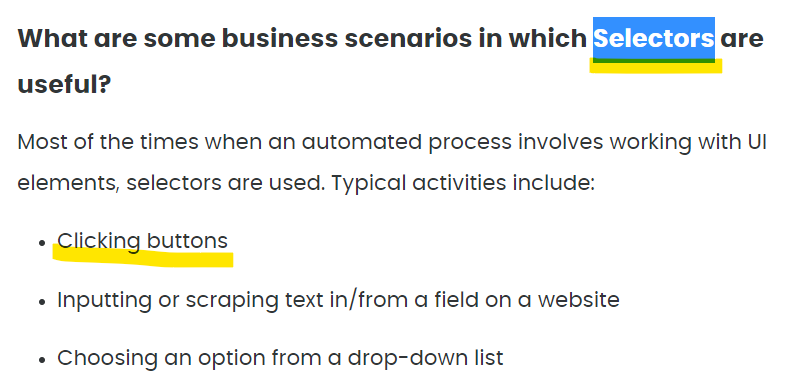 What are some business scenarios in which Selectors are
useful?
Most of the times when an automated process involves working with UI
elements, selectors are used. Typical activities include:
• Clicking buttons
• Inputting or scraping text in/from a field on a website
• Choosing an option from a drop-down list